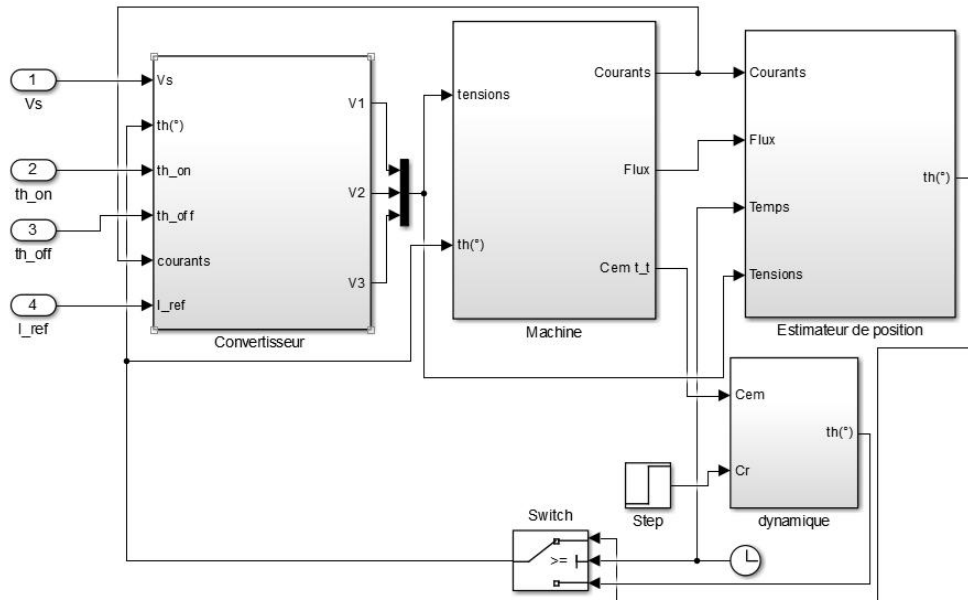 1
Vs
2
th_on
3
th_off
4
I_ref
Vs
th(°)
th_on
th_off
courants
I_ref
V1
V2
V3
Convertisseur
tensions
th(°)
Courants
Flux
Cem t_t
Machine
Courants
Flux
Temps
Tensions
th(°)
Estimateur de position
Cem
Cr
th(°)
dynamique
Step
Switch
>=